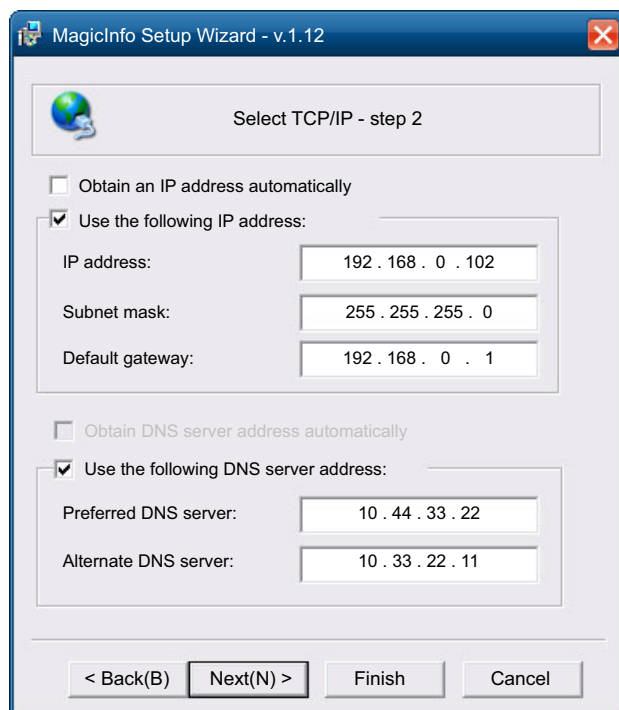 MagicInfo Setup Wizard - v.1.12
Select TCP/IP - step 2
Obtain an IP address automatically
Use the following IP address:
IP address: 192 . 168 . 0 . 102
Subnet mask: 255 . 255 . 255 . 0
Default gateway: 192 . 168 . 0 . 1
Obtain DNS server address automatically
Use the following DNS server address:
Preferred DNS server: 10 . 44 . 33 . 22
Alternate DNS server: 10 . 33 . 22 . 11
< Back(B) Next(N) > Finish Cancel